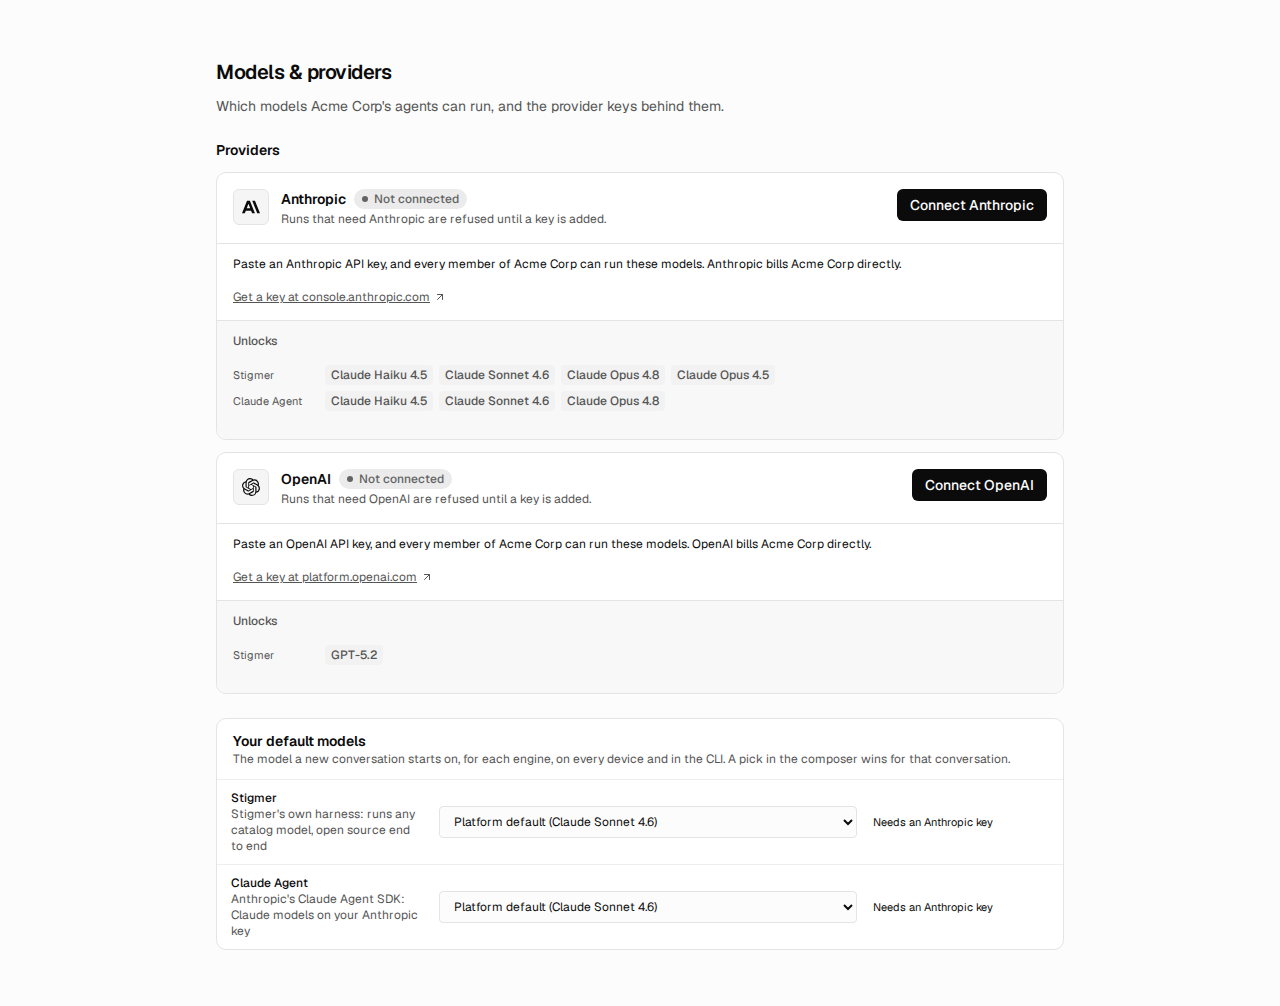 Models & providers
Which models Acme Corp's agents can run, and the provider keys behind them.
Providers
Anthropic
Not connected
Runs that need Anthropic are refused until a key is added.
Connect Anthropic
Paste an Anthropic API key, and every member of Acme Corp can run these models. Anthropic bills Acme Corp directly.
Get a key at console.anthropic.com
Unlocks
Stigmer Claude Haiku 4.5 Claude Sonnet 4.6 Claude Opus 4.8 Claude Opus 4.5
Claude Agent Claude Haiku 4.5 Claude Sonnet 4.6 Claude Opus 4.8
OpenAI
Not connected
Runs that need OpenAI are refused until a key is added.
Connect OpenAI
Paste an OpenAI API key, and every member of Acme Corp can run these models. OpenAI bills Acme Corp directly.
Get a key at platform.openai.com
Unlocks
Stigmer GPT-5.2
Your default models
The model a new conversation starts on, for each engine, on every device and in the CLI. A pick in the composer wins for that conversation.
Stigmer
Stigmer's own harness: runs any
catalog model, open source end
to end
Platform default (Claude Sonnet 4.6)
Needs an Anthropic key
Claude Agent
Anthropic's Claude Agent SDK:
Claude models on your Anthropic
key
Platform default (Claude Sonnet 4.6)
Needs an Anthropic key